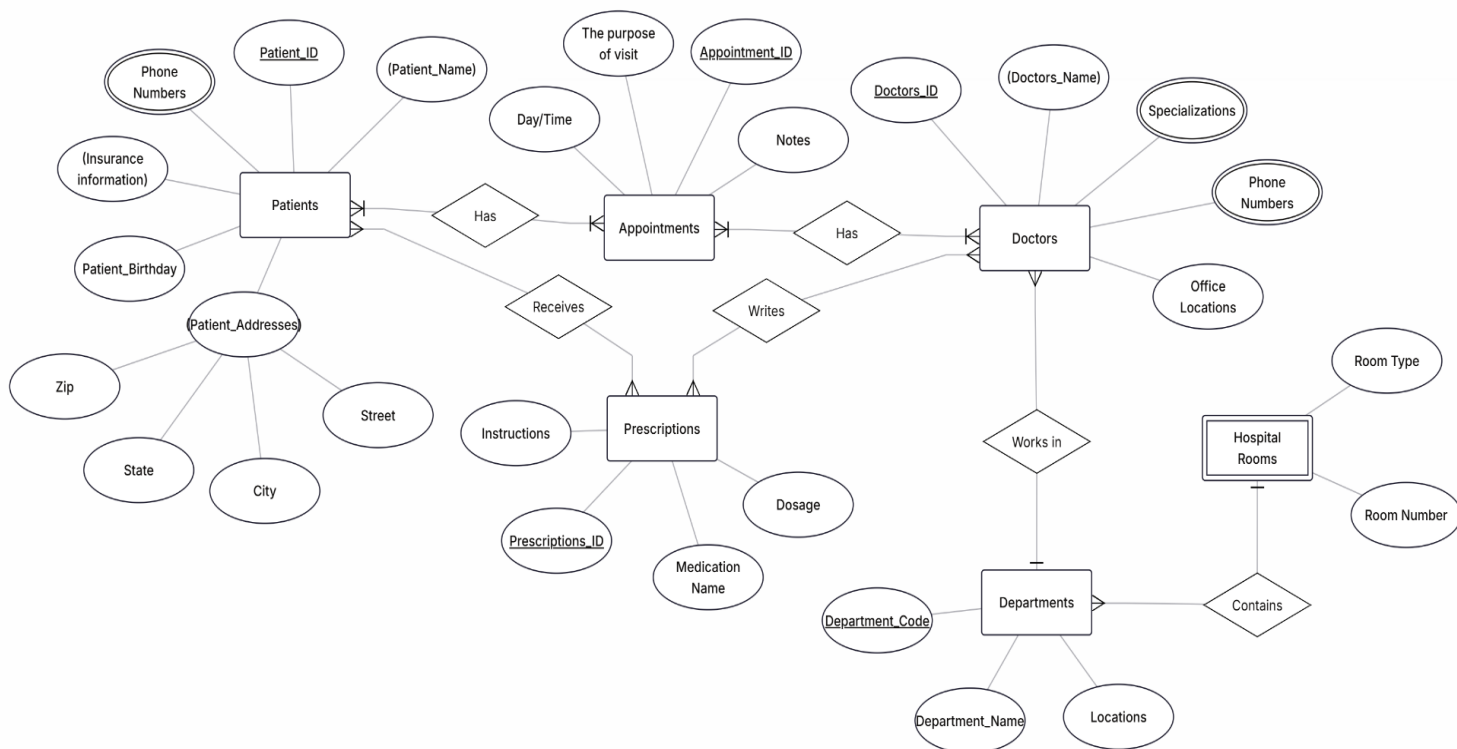 The purpose
of visit
Patient_ID
Appointment_ID
Phone
Numbers
(Patient_Name)
(Doctors_Name)
Doctors_ID
Specializations
Day/Time
Notes
(Insurance
information)
Phone
Numbers
Patients
Has
Appointments
Has
Doctors
Patient_Birthday
Office
Locations
Receives
Writes
(Patient_Addresses)
Room Type
Zip
Street
Instructions
Prescriptions
Works in
Hospital
Rooms
State
City
Dosage
Room Number
Prescriptions_ID
Medication
Name
Departments
Contains
Department_Code
Department_Name
Locations